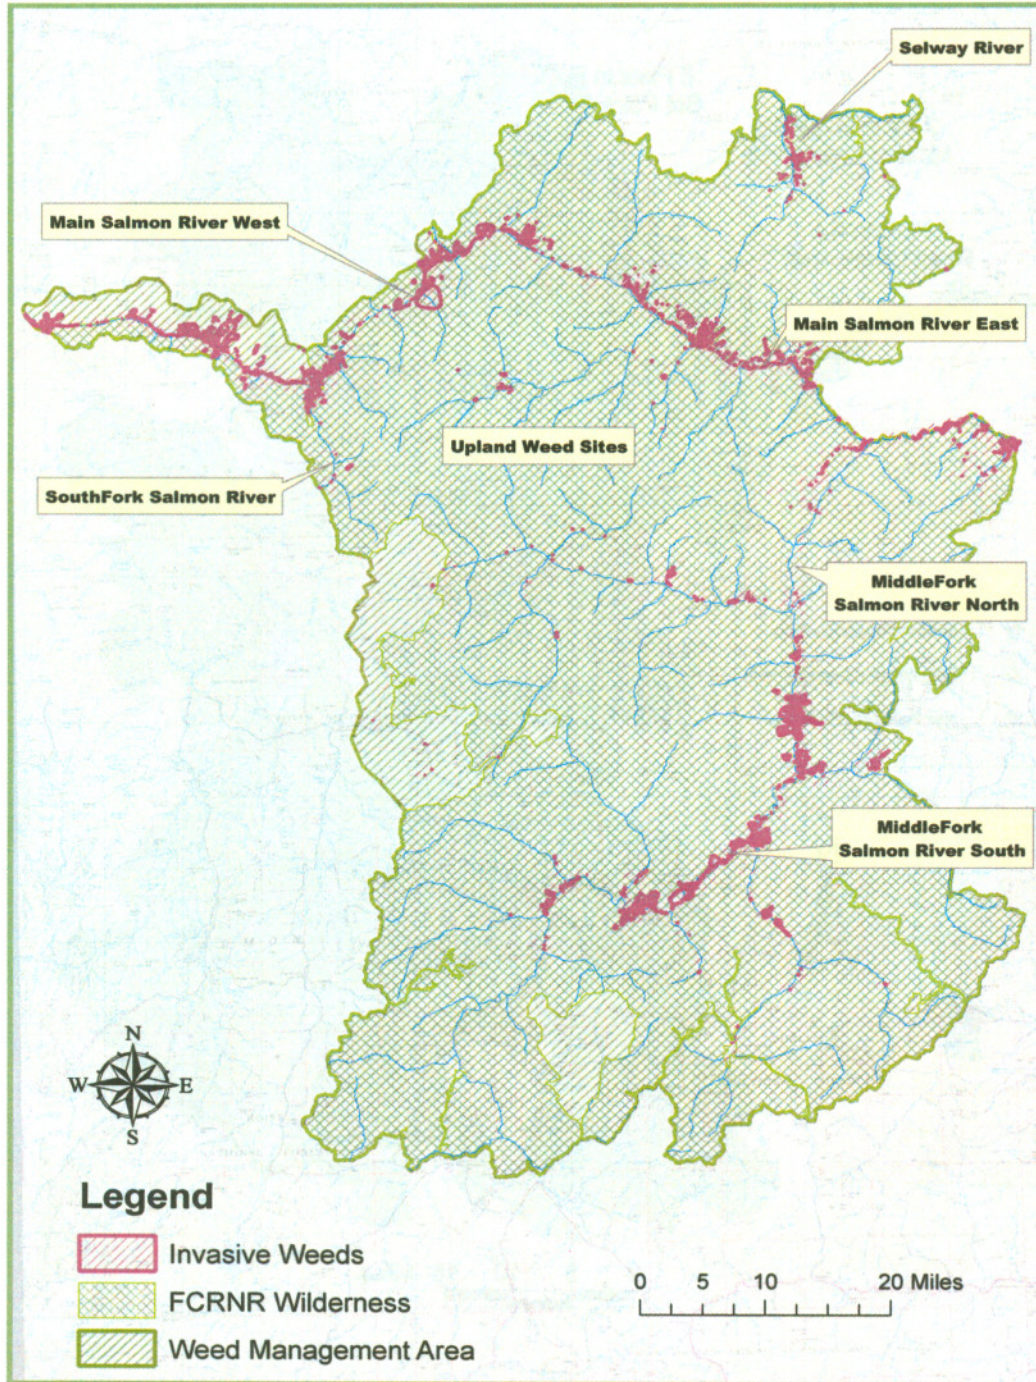 Selway River
Main Salmon River West
Main Salmon River East
Upland Weed Sites
SouthFork Salmon River
MiddleFork
Salmon River North
MiddleFork
Salmon River South
N
W E
S
Legend
Invasive Weeds
FCRNR Wilderness
Weed Management Area
0 5 10 20 Miles